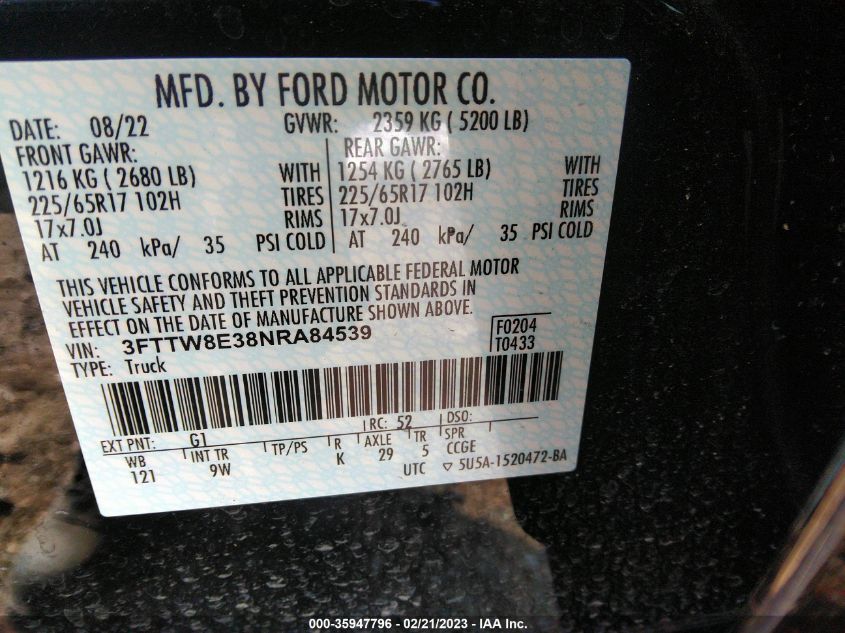 MFD. BY FORD MOTOR CO.
DATE: 08/22 GVWR: 2359 KG ( 5200 LB)
FRONT GAWR: REAR GAWR:
1216 KG ( 2680 LB) WITH 1254 KG ( 2765 LB) WITH
225/65R17 102H TIRES 225/65R17 102H TIRES
17x7.0J RIMS 17x7.0J RIMS
AT 240 kPa/ 35 PSI COLD AT 240 kPa/ 35 PSI COLD
THIS VEHICLE CONFORMS TO ALL APPLICABLE FEDERAL MOTOR
VEHICLE SAFETY AND THEFT PREVENTION STANDARDS IN
EFFECT ON THE DATE OF MANUFACTURE SHOWN ABOVE.
VIN: 3FTTW8E38NRA84539 F0204
TYPE: Truck T0433
EXT PNT: G1 RC: 52 DSO:
WB INT TR TP/PS R AXLE TR SPR
121 9W K 29 5 CCGE
UTC ▽ 5U5A-1520472-BA
000-35947796 - 02/21/2023 - IAA Inc.